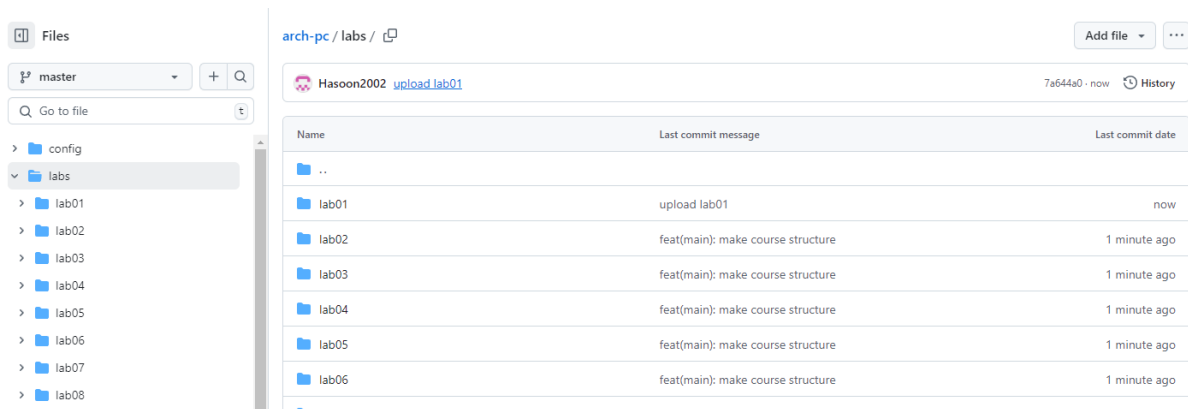 Files
master
Go to file
t
config
labs
lab01
lab02
lab03
lab04
lab05
lab06
lab07
lab08
arch-pc / labs /
Add file
Hasoon2002 upload lab01
7a644a0 · now History
Name Last commit message Last commit date
..
lab01 upload lab01 now
lab02 feat(main): make course structure 1 minute ago
lab03 feat(main): make course structure 1 minute ago
lab04 feat(main): make course structure 1 minute ago
lab05 feat(main): make course structure 1 minute ago
lab06 feat(main): make course structure 1 minute ago